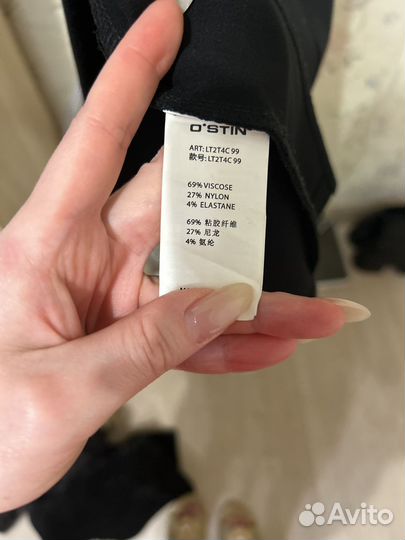 O'STIN
ART: LT2T4C 99
款号: LT2T4C 99
69% VISCOSE
27% NYLON
4% ELASTANE
69% 粘胶纤维
27% 尼龙
4% 氨纶
Avito